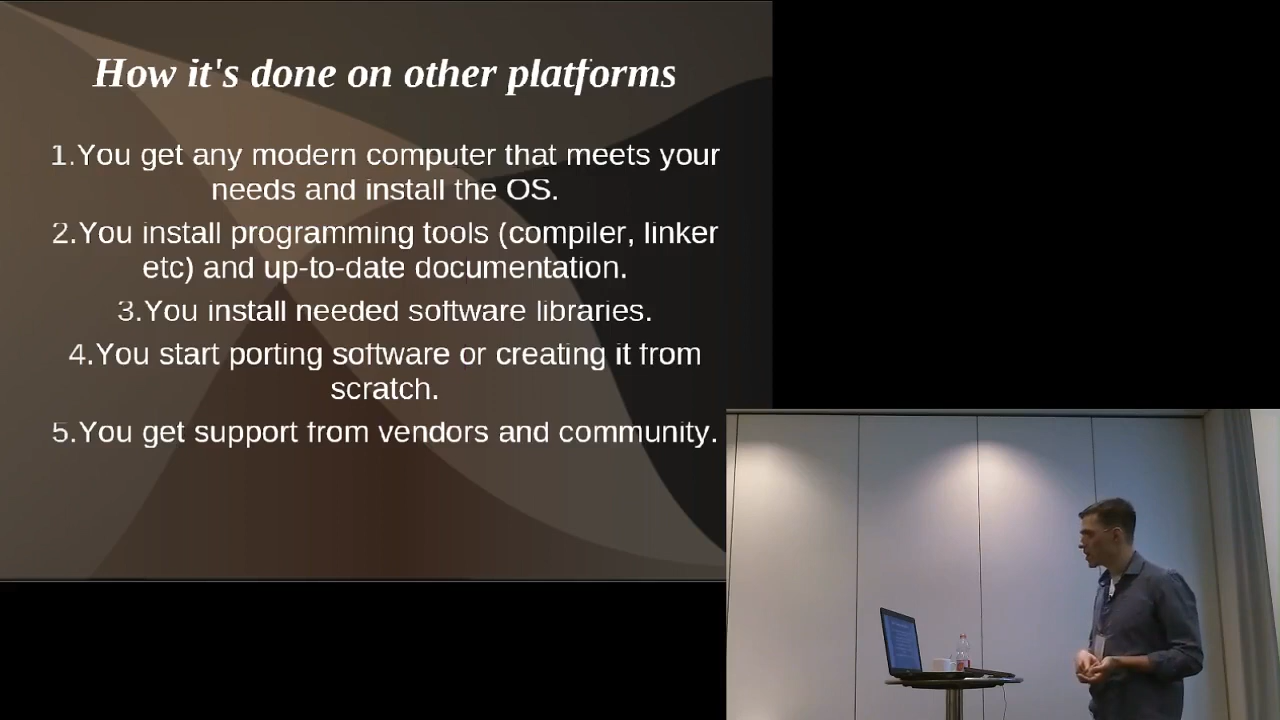 How it's done on other platforms
1.You get any modern computer that meets your
needs and install the OS.
2.You install programming tools (compiler, linker
etc) and up-to-date documentation.
3.You install needed software libraries.
4.You start porting software or creating it from
scratch.
5.You get support from vendors and community.